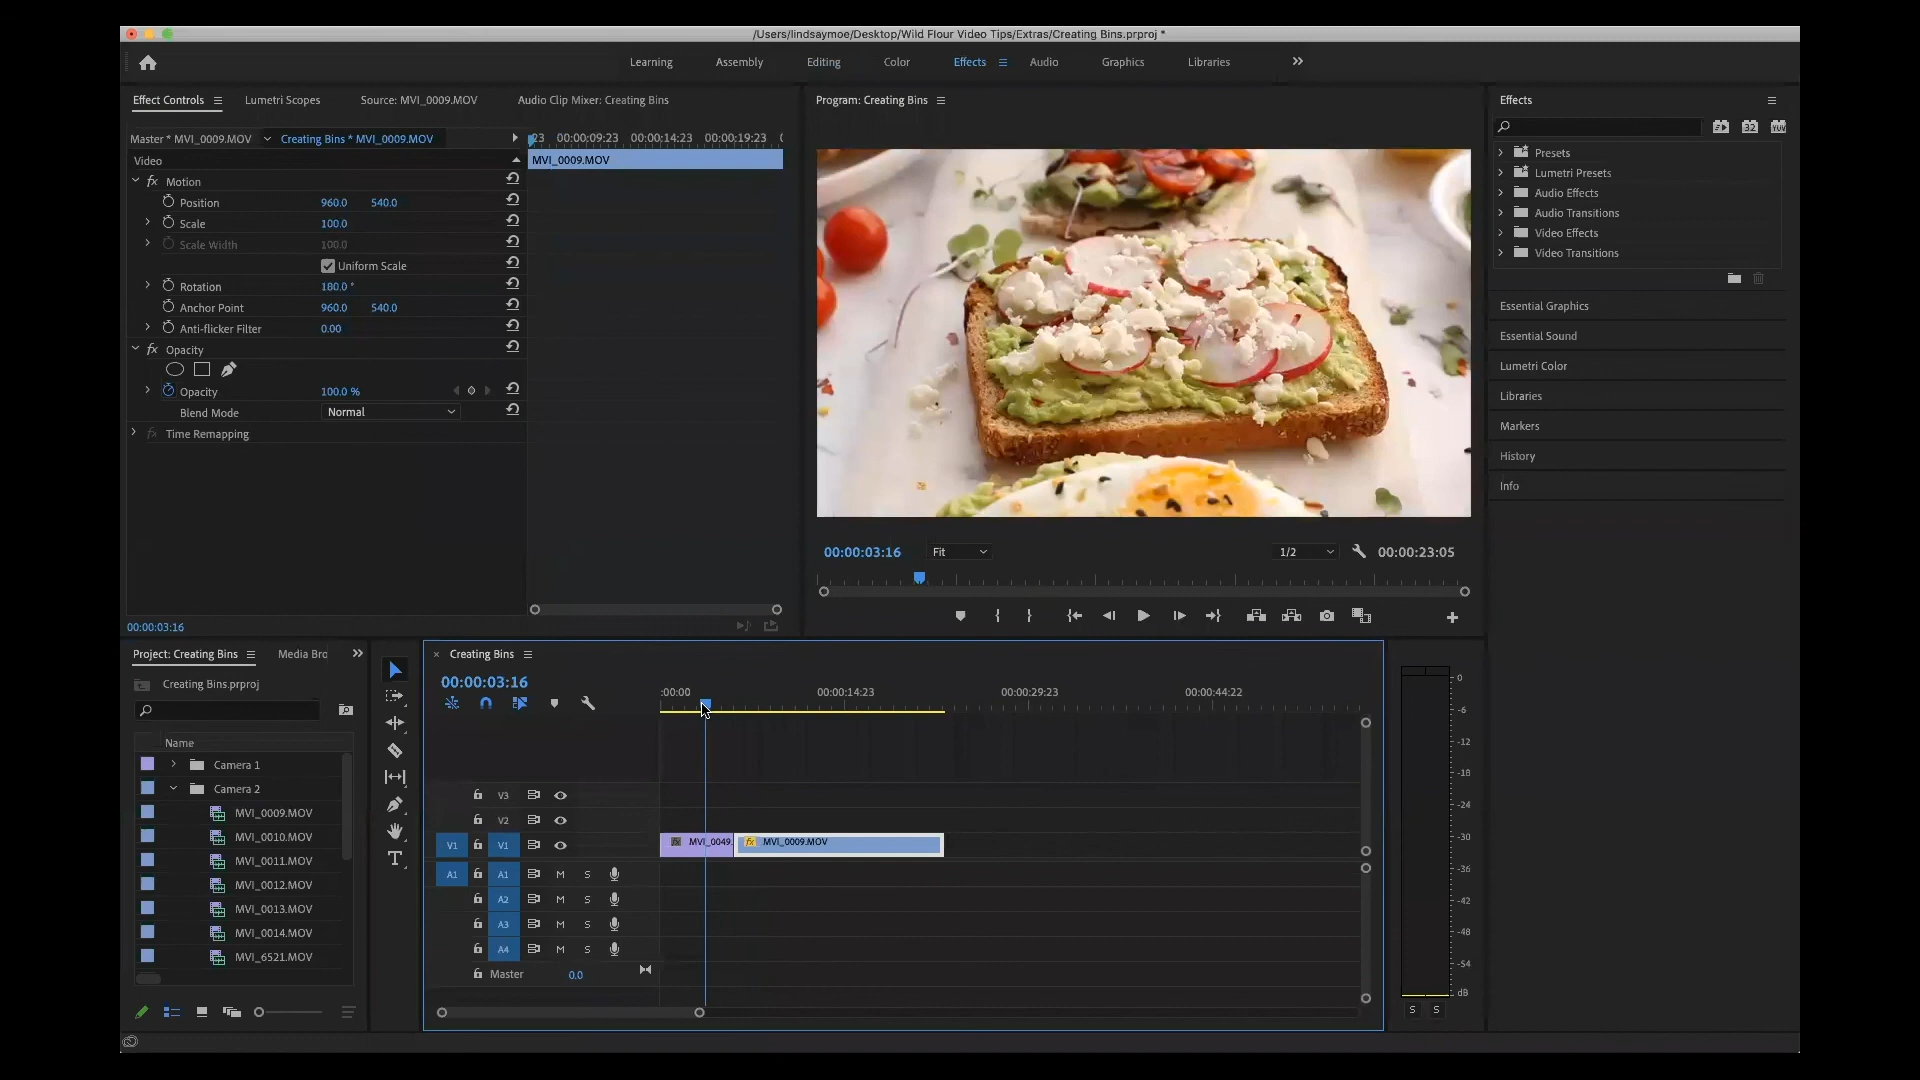 /Users/lindsaymoe/Desktop/Wild Flour Video Tips/Extras/Creating Bins.prproj *
Learning Assembly Editing Color Effects Audio Graphics Libraries
Effect Controls Lumetri Scopes Source: MVI_0009.MOV Audio Clip Mixer: Creating Bins
Master * MVI_0009.MOV Creating Bins * MVI_0009.MOV
:23 00:00:09:23 00:00:14:23 00:00:19:23
MVI_0009.MOV
Video
fx Motion
Position 960.0 540.0
Scale 100.0
Scale Width 100.0
Uniform Scale
Rotation 180.0 °
Anchor Point 960.0 540.0
Anti-flicker Filter 0.00
fx Opacity
Opacity 100.0 %
Blend Mode Normal
fx Time Remapping
00:00:03:16
Program: Creating Bins
00:00:03:16 Fit 1/2 00:00:23:05
Effects
32 YUV
Presets
Lumetri Presets
Audio Effects
Audio Transitions
Video Effects
Video Transitions
Essential Graphics
Essential Sound
Lumetri Color
Libraries
Markers
History
Info
Project: Creating Bins Media Bro
Creating Bins.prproj
Name
Camera 1
Camera 2
MVI_0009.MOV
MVI_0010.MOV
MVI_0011.MOV
MVI_0012.MOV
MVI_0013.MOV
MVI_0014.MOV
MVI_6521.MOV
Creating Bins
00:00:03:16
:00:00 00:00:14:23 00:00:29:23 00:00:44:22
V3
V2
V1 V1 fx MVI_0049. fx MVI_0009.MOV
A1 A1 M S
A2 M S
A3 M S
A4 M S
Master 0.0
0
-6
-12
-18
-24
-30
-36
-42
-48
-54
dB
S S